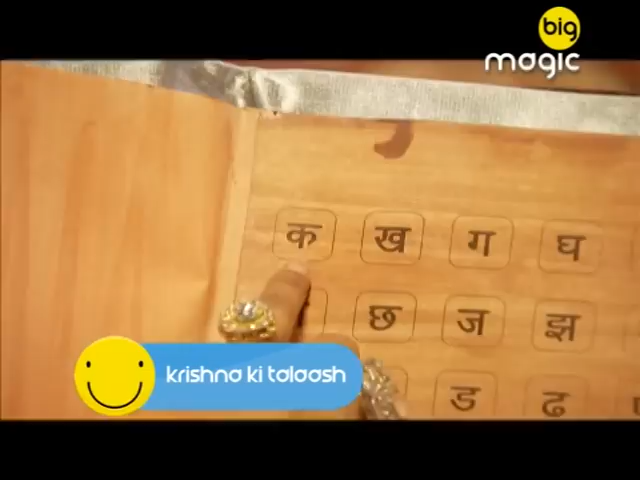 big
magic
क ख ग घ
छ ज झ
ड ढ
krishna ki talaash